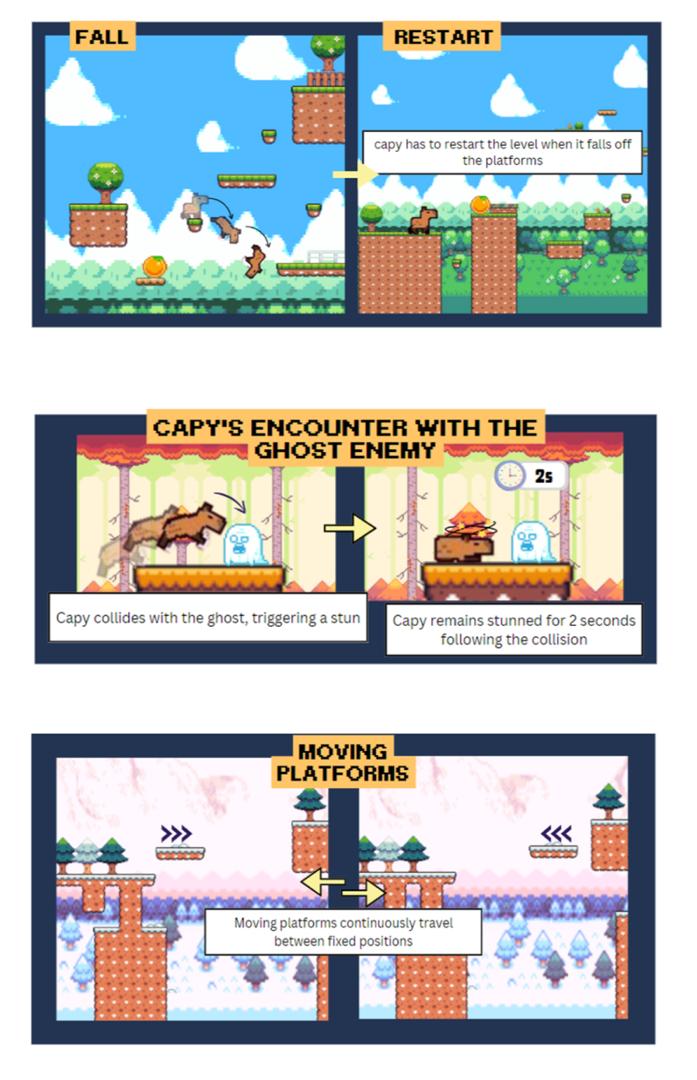 FALL
RESTART
capy has to restart the level when it falls off
the platforms
CAPY'S ENCOUNTER WITH THE
GHOST ENEMY
2s
Capy collides with the ghost, triggering a stun
Capy remains stunned for 2 seconds
following the collision
MOVING
PLATFORMS
>>>
<<<
Moving platforms continuously travel
between fixed positions